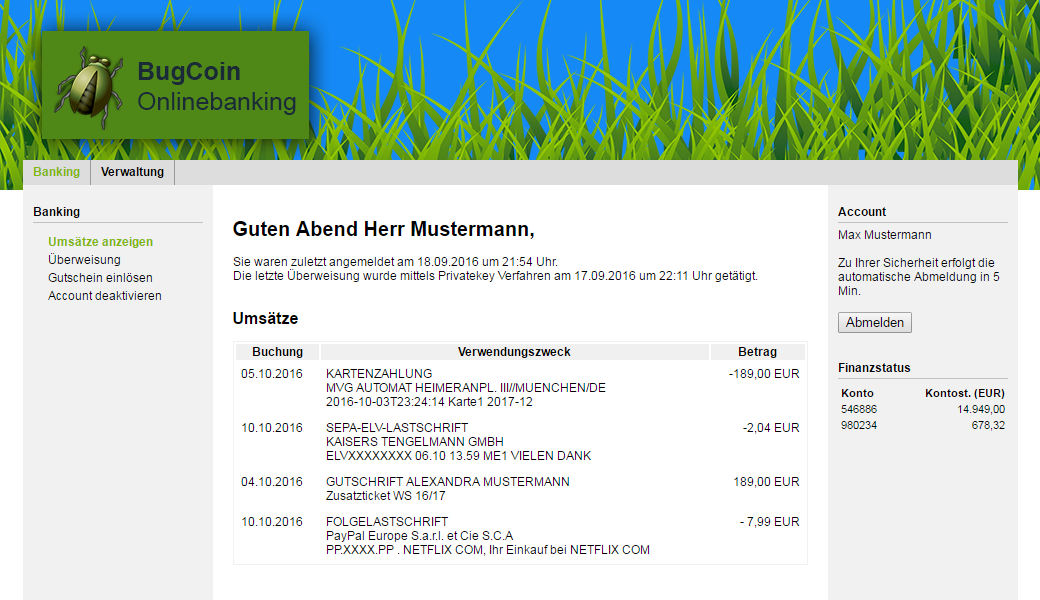 BugCoin
Onlinebanking
Banking
Verwaltung
Banking
Umsätze anzeigen
Überweisung
Gutschein einlösen
Account deaktivieren
Guten Abend Herr Mustermann,
Sie waren zuletzt angemeldet am 18.09.2016 um 21:54 Uhr.
Die letzte Überweisung wurde mittels Privatekey Verfahren am 17.09.2016 um 22:11 Uhr getätigt.
Umsätze
Buchung Verwendungszweck Betrag
05.10.2016 KARTENZAHLUNG -189,00 EUR
MVG AUTOMAT HEIMERANPL. III//MUENCHEN/DE
2016-10-03T23:24:14 Karte1 2017-12
10.10.2016 SEPA-ELV-LASTSCHRIFT -2,04 EUR
KAISERS TENGELMANN GMBH
ELVXXXXXXXX 06.10 13.59 ME1 VIELEN DANK
04.10.2016 GUTSCHRIFT ALEXANDRA MUSTERMANN 189,00 EUR
Zusatzticket WS 16/17
10.10.2016 FOLGELASTSCHRIFT - 7,99 EUR
PayPal Europe S.a.r.l. et Cie S.C.A
PP.XXXX.PP . NETFLIX COM, Ihr Einkauf bei NETFLIX COM
Account
Max Mustermann
Zu Ihrer Sicherheit erfolgt die
automatische Abmeldung in 5
Min.
Abmelden
Finanzstatus
Konto Kontost. (EUR)
546886 14.949,00
980234 678,32